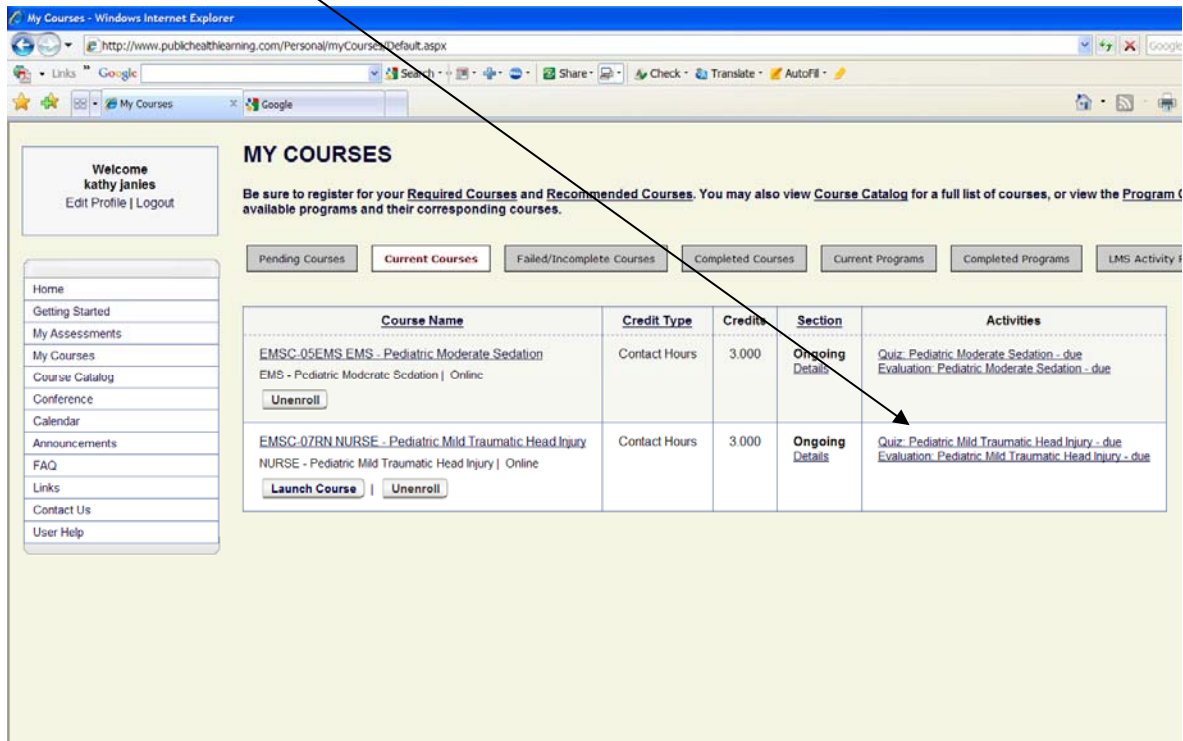 My Courses - Windows Internet Explorer
http://www.publichealthlearning.com/Personal/myCourses/Default.aspx
Google
Links " Google Search Share Check Translate AutoFill
My Courses Google
Welcome
kathy janies
Edit Profile | Logout
Home
Getting Started
My Assessments
My Courses
Course Catalog
Conference
Calendar
Announcements
FAQ
Links
Contact Us
User Help
MY COURSES
Be sure to register for your Required Courses and Recommended Courses. You may also view Course Catalog for a full list of courses, or view the Program
available programs and their corresponding courses.
Pending Courses Current Courses Failed/Incomplete Courses Completed Courses Current Programs Completed Programs LMS Activity
Course Name Credit Type Credits Section Activities
EMSC-05EMS EMS - Pediatric Moderate Sedation Contact Hours 3.000 Ongoing Quiz: Pediatric Moderate Sedation - due
EMS - Pediatric Moderate Sedation | Online Details Evaluation: Pediatric Moderate Sedation - due
Unenroll
EMSC-07RN NURSE - Pediatric Mild Traumatic Head Injury Contact Hours 3.000 Ongoing Quiz: Pediatric Mild Traumatic Head Injury - due
NURSE - Pediatric Mild Traumatic Head Injury | Online Details Evaluation: Pediatric Mild Traumatic Head Injury - due
Launch Course | Unenroll